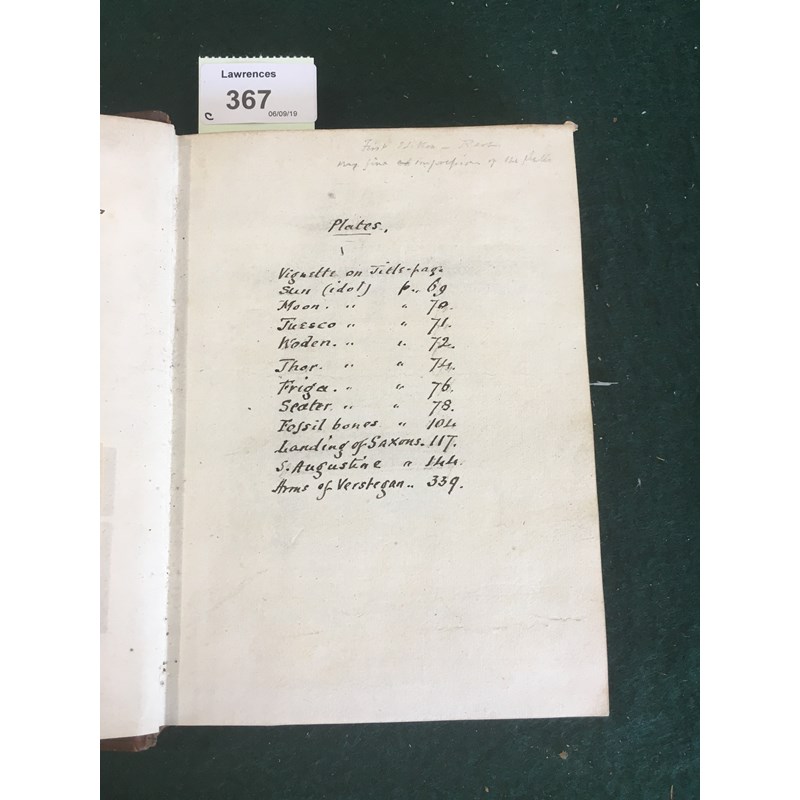 Lawrences
367
C 06/09/19
First
of the
Plates.
Vignette on Title-page
Sun (idol) p. „ 69
Moon. „ „ 70.
Tuesco „ „ 71.
Woden. „ „ 72.
Thor. „ „ 74.
Friga. „ „ 76.
Seater. „ „ 78.
Fossil bones „ 104
Landing of Saxons. 117.
S. Augustine „ 144.
Arms of Verstegan „ 339.